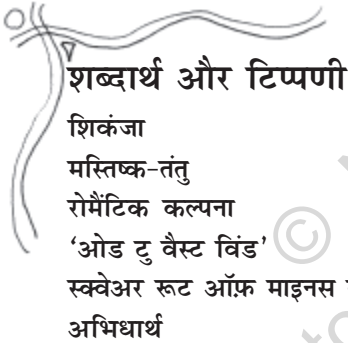 शब्दार्थ और टिप्पणी
शिकंजा
मस्तिष्क-तंतु
रोमैंटिक कल्पना
‘ओड टु वैस्ट विंड’
स्क्वेअर रूट ऑफ़ माइनस
अभिधार्थ
©